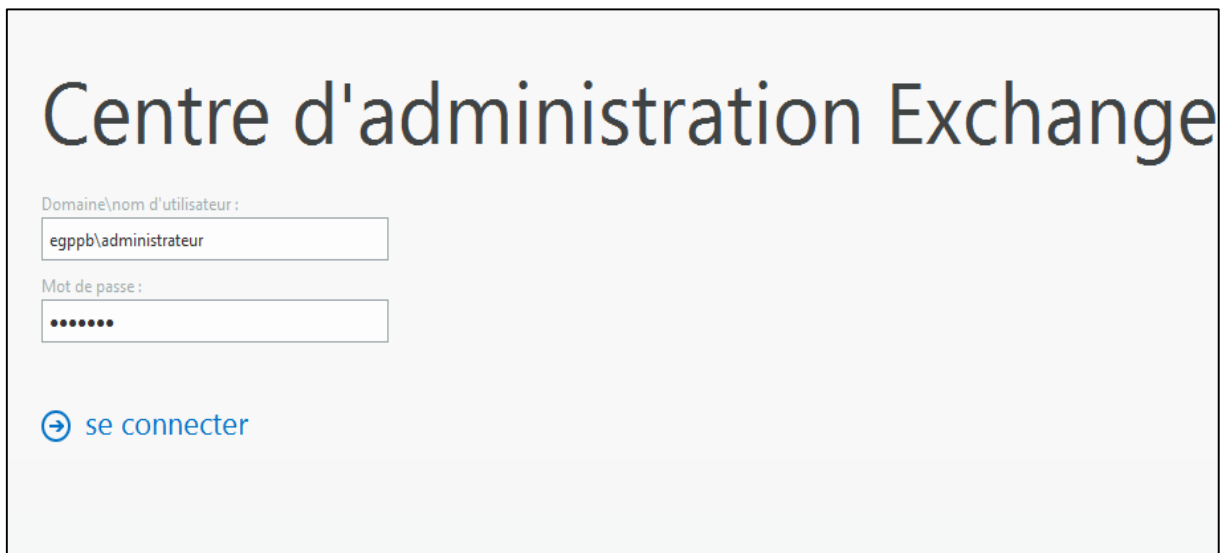 Centre d'administration Exchange
Domaine\nom d'utilisateur :
egppb\administrateur
Mot de passe :
•••••••
se connecter